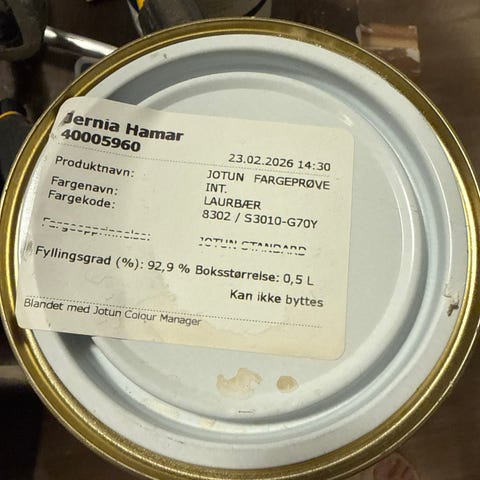 Jernia Hamar
40005960
23.02.2026 14:30
Produktnavn: JOTUN FARGEPRØVE
INT.
Fargenavn: LAURBÆR
Fargekode: 8302 / S3010-G70Y
Fargeopprinnelse: JOTUN STANDARD
Fyllingsgrad (%): 92,9 % Boksstørrelse: 0,5 L
Kan ikke byttes
Blandet med Jotun Colour Manager